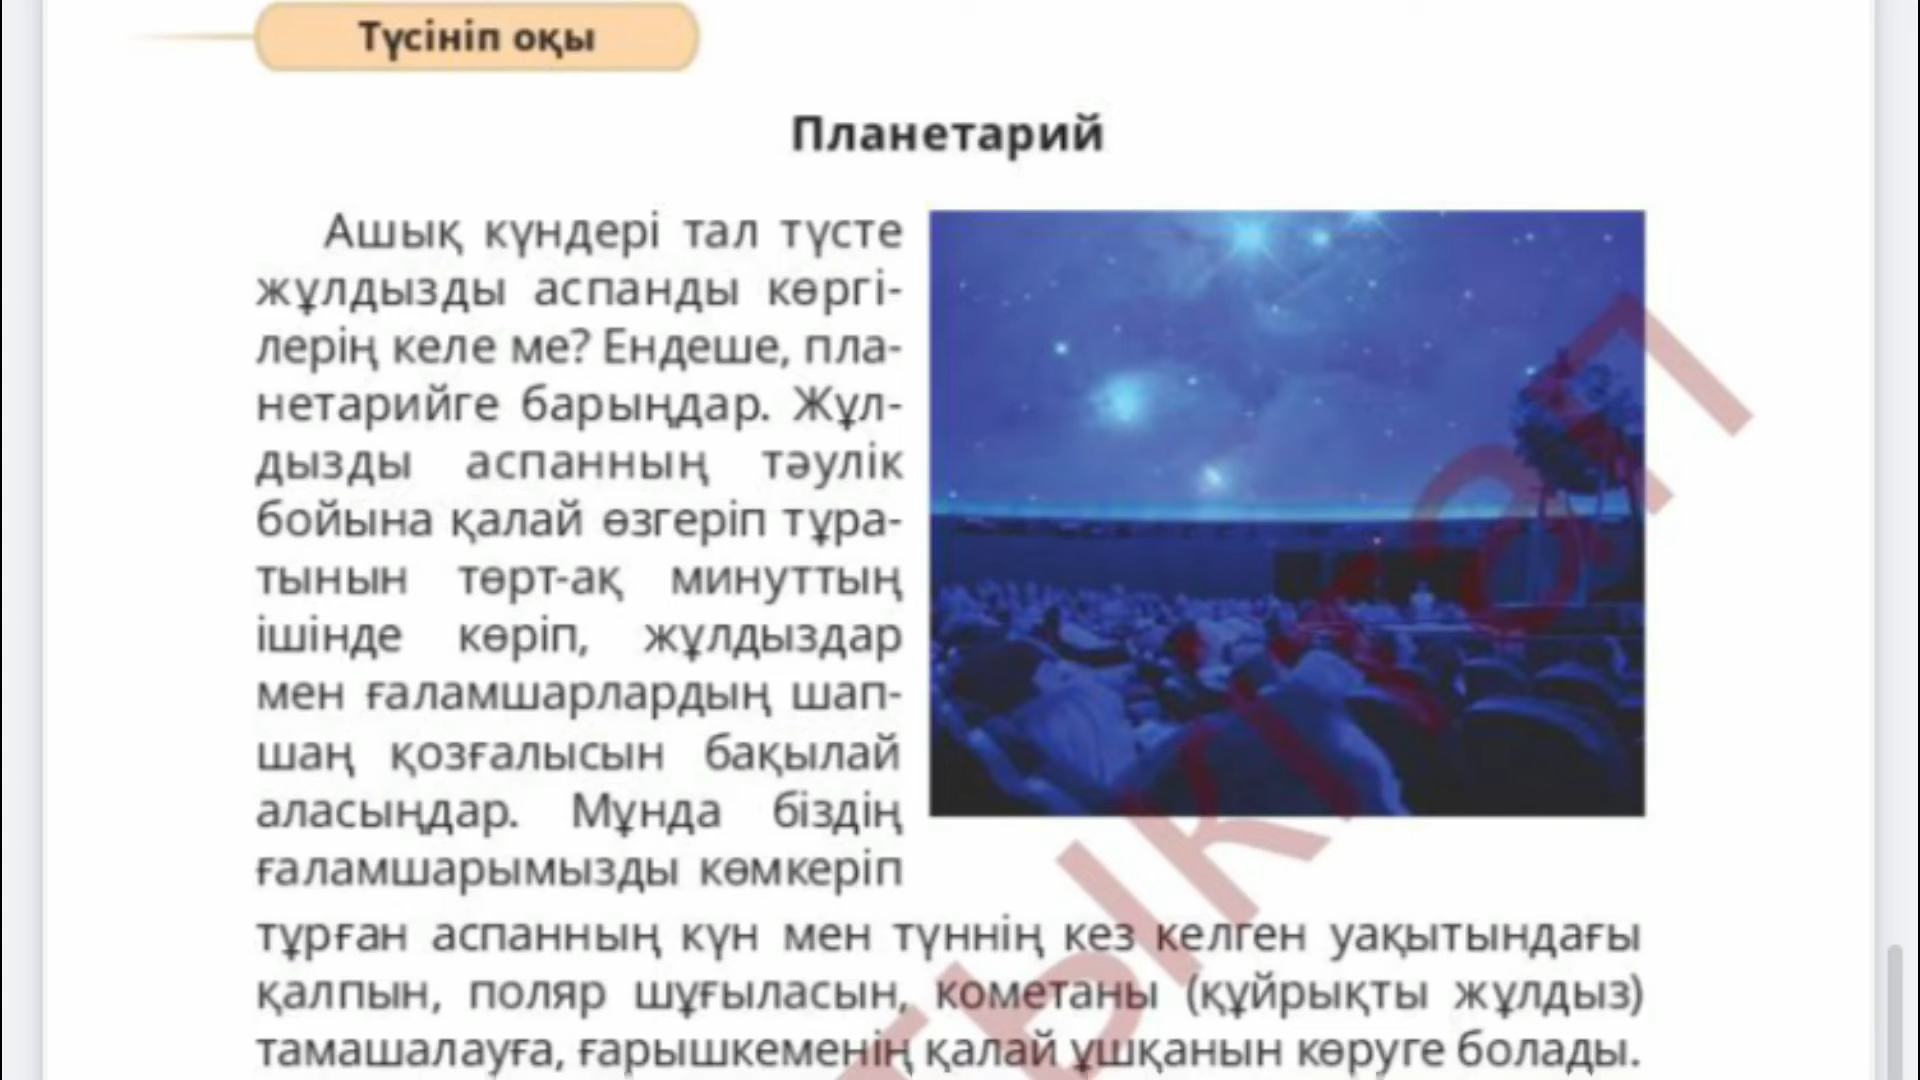 Түсініп оқы
Планетарий
Ашық күндері тал түсте
жұлдызды аспанды көргі-
лерің келе ме? Ендеше, пла-
нетарийге барыңдар. Жұл-
дызды аспанның тәулік
бойына қалай өзгеріп тұра-
тынын төрт-ақ минуттың
ішінде көріп, жұлдыздар
мен ғаламшарлардың шап-
шаң қозғалысын бақылай
аласыңдар. Мұнда біздің
ғаламшарымызды көмкеріп
тұрған аспанның күн мен түннің кез келген уақытындағы
қалпын, поляр шұғыласын, кометаны (құйрықты жұлдыз)
тамашалауға, ғарышкеменің қалай ұшқанын көруге болады.